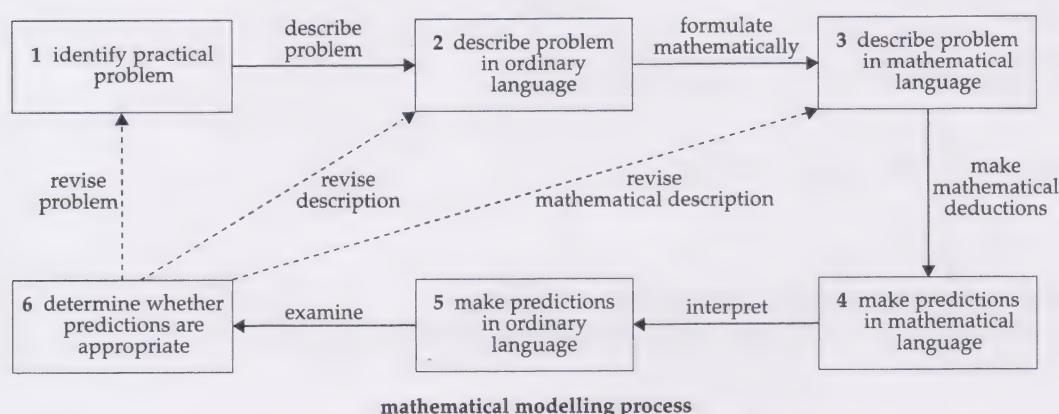 1 identify practical
problem
describe
problem
2 describe problem
in ordinary
language
formulate
mathematically
3 describe problem
in mathematical
language
revise
problem
revise
description
revise
mathematical description
make
mathematical
deductions
6 determine whether
predictions are
appropriate
examine
5 make predictions
in ordinary
language
interpret
4 make predictions
in mathematical
language
mathematical modelling process